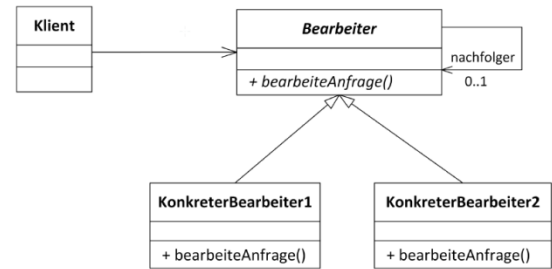 Klient
Bearbeiter
nachfolger
+ bearbeiteAnfrage()
0..1
KonkreterBearbeiter1
KonkreterBearbeiter2
+ bearbeiteAnfrage()
+ bearbeiteAnfrage()